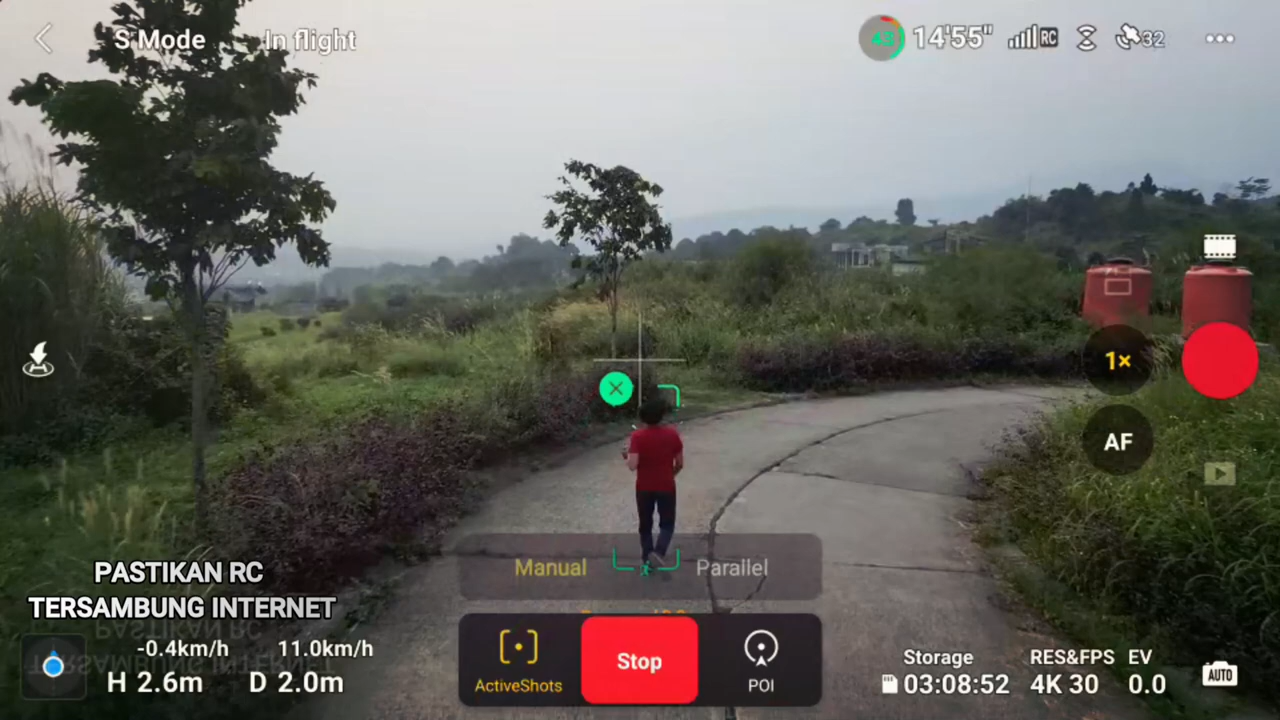 S Mode
In flight
43
14'55"
RC
32
1×
AF
PASTIKAN RC
TERSAMBUNG INTERNET
Manual
Parallel
-0.4km/h
11.0km/h
H 2.6m
D 2.0m
ActiveShots
Stop
POI
Storage
03:08:52
RES&FPS
4K 30
EV
0.0
AUTO